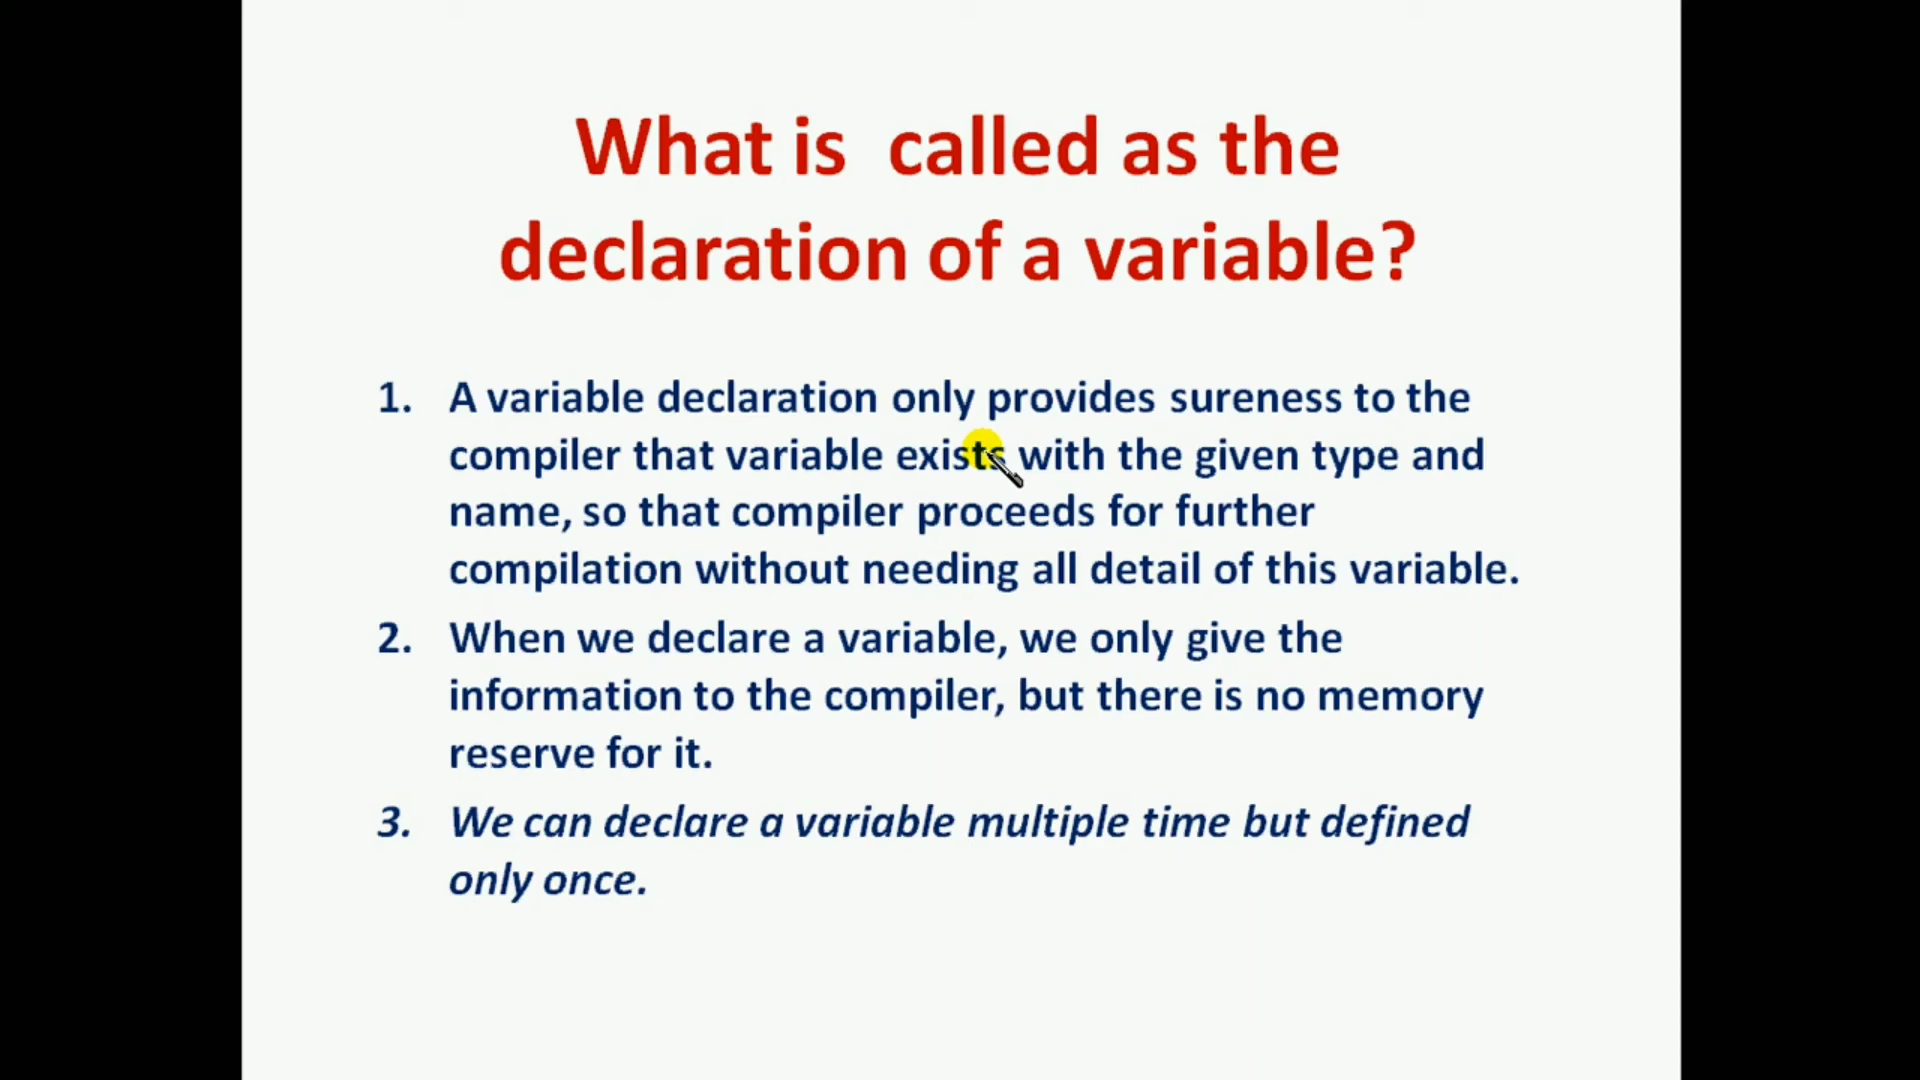 What is  called as the
declaration of a variable?
1. A variable declaration only provides sureness to the
compiler that variable exists with the given type and
name, so that compiler proceeds for further
compilation without needing all detail of this variable.
2. When we declare a variable, we only give the
information to the compiler, but there is no memory
reserve for it.
3. We can declare a variable multiple time but defined
only once.